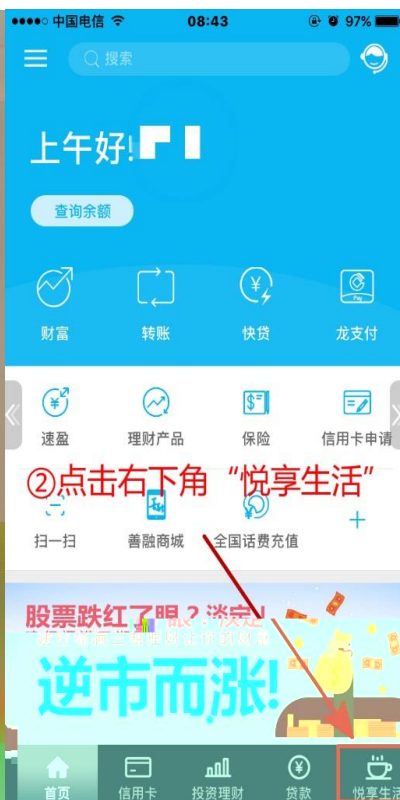 中国电信 08:43 97%
搜索
上午好!
查询余额
财富 转账 快贷 龙支付
速盈 理财产品 保险 信用卡申请
②点击右下角“悦享生活”
扫一扫 善融商城 全国话费充值
股票跌红了眼？淡定！
逆市而涨!
首页 信用卡 投资理财 贷款 悦享生活